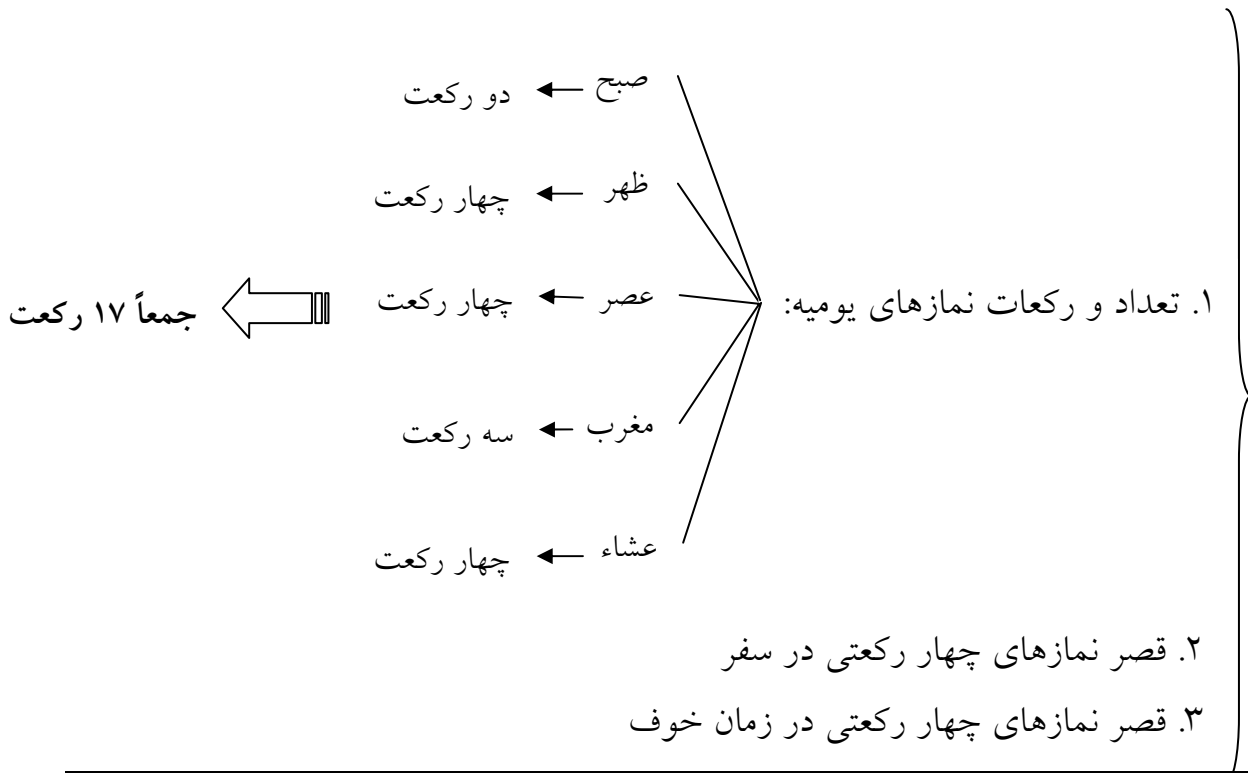 ۱. تعداد و رکعات نمازهای یومیه:
صبح ← دو رکعت
ظهر ← چهار رکعت
عصر ← چهار رکعت
مغرب ← سه رکعت
عشاء ← چهار رکعت
جمعاً ۱۷ رکعت
۲. قصر نمازهای چهار رکعتی در سفر
۳. قصر نمازهای چهار رکعتی در زمان خوف